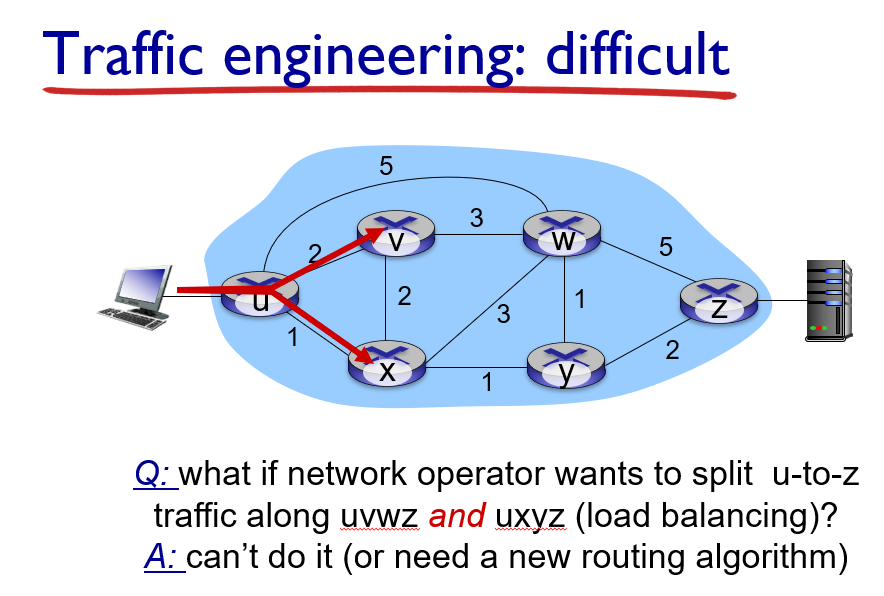 Traffic engineering: difficult
5
v
3
w
2
5
u
2
3
1
z
1
x
1
y
2
Q: what if network operator wants to split u-to-z
traffic along uvwz and uxyz (load balancing)?
A: can’t do it (or need a new routing algorithm)